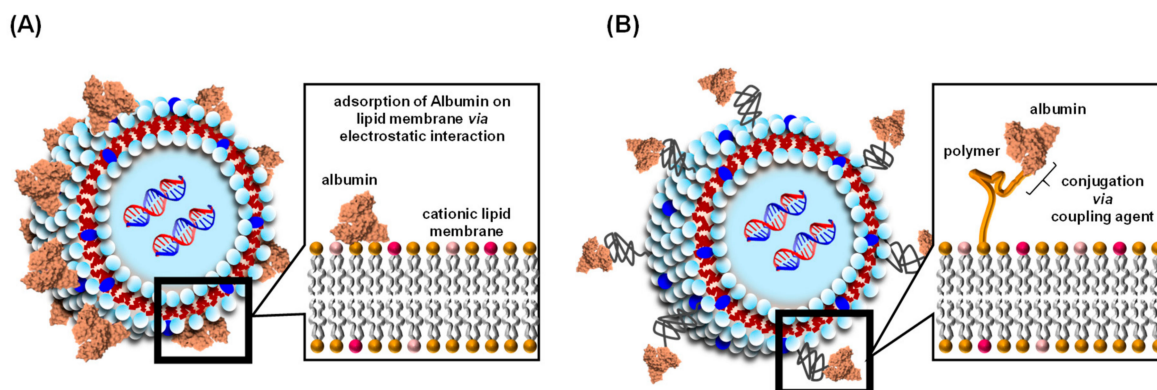 (A)
adsorption of Albumin on
lipid membrane via
electrostatic interaction
albumin
cationic lipid
membrane
(B)
albumin
polymer
conjugation
via
coupling agent